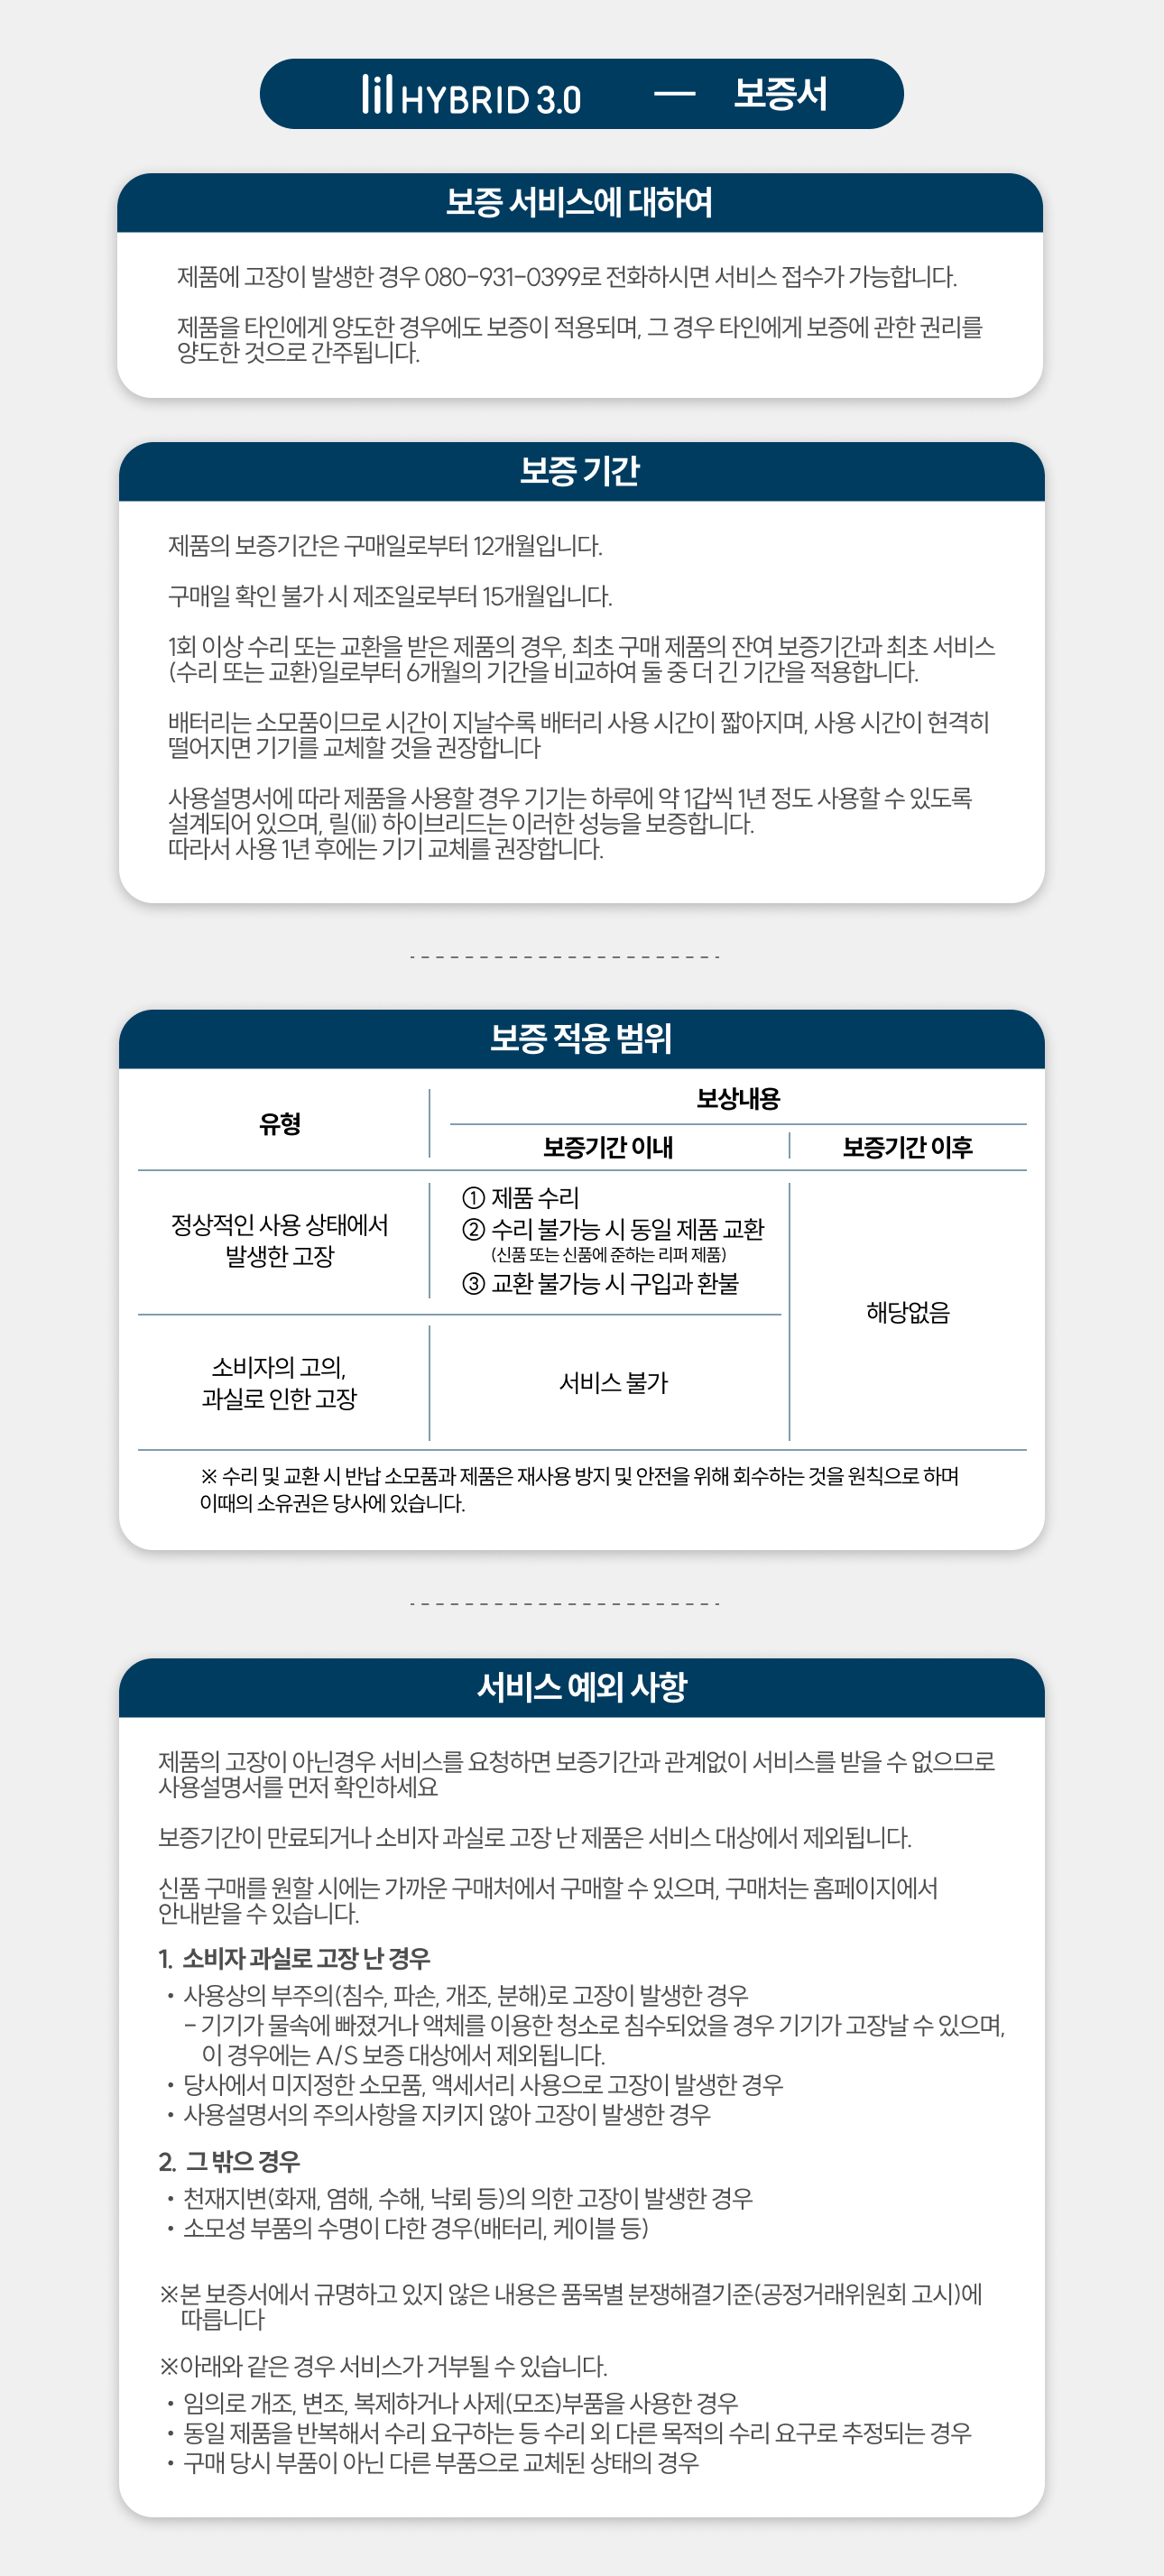 lil HYBRID 3.0 — 보증서
보증 서비스에 대하여
제품에 고장이 발생한 경우 080-931-0399로 전화하시면 서비스 접수가 가능합니다.
제품을 타인에게 양도한 경우에도 보증이 적용되며, 그 경우 타인에게 보증에 관한 권리를
양도한 것으로 간주됩니다.
보증 기간
제품의 보증기간은 구매일로부터 12개월입니다.
구매일 확인 불가 시 제조일로부터 15개월입니다.
1회 이상 수리 또는 교환을 받은 제품의 경우, 최초 구매 제품의 잔여 보증기간과 최초 서비스
(수리 또는 교환)일로부터 6개월의 기간을 비교하여 둘 중 더 긴 기간을 적용합니다.
배터리는 소모품이므로 시간이 지날수록 배터리 사용 시간이 짧아지며, 사용 시간이 현격히
떨어지면 기기를 교체할 것을 권장합니다
사용설명서에 따라 제품을 사용할 경우 기기는 하루에 약 1갑씩 1년 정도 사용할 수 있도록
설계되어 있으며, 릴(lil) 하이브리드는 이러한 성능을 보증합니다.
따라서 사용 1년 후에는 기기 교체를 권장합니다.
보증 적용 범위
유형
보상내용
보증기간 이내
보증기간 이후
정상적인 사용 상태에서
발생한 고장
① 제품 수리
② 수리 불가능 시 동일 제품 교환
(신품 또는 신품에 준하는 리퍼 제품)
③ 교환 불가능 시 구입과 환불
해당없음
소비자의 고의,
과실로 인한 고장
서비스 불가
※ 수리 및 교환 시 반납 소모품과 제품은 재사용 방지 및 안전을 위해 회수하는 것을 원칙으로 하며
이때의 소유권은 당사에 있습니다.
서비스 예외 사항
제품의 고장이 아닌경우 서비스를 요청하면 보증기간과 관계없이 서비스를 받을 수 없으므로
사용설명서를 먼저 확인하세요
보증기간이 만료되거나 소비자 과실로 고장 난 제품은 서비스 대상에서 제외됩니다.
신품 구매를 원할 시에는 가까운 구매처에서 구매할 수 있으며, 구매처는 홈페이지에서
안내받을 수 있습니다.
1. 소비자 과실로 고장 난 경우
• 사용상의 부주의(침수, 파손, 개조, 분해)로 고장이 발생한 경우
– 기기가 물속에 빠졌거나 액체를 이용한 청소로 침수되었을 경우 기기가 고장날 수 있으며,
이 경우에는 A/S 보증 대상에서 제외됩니다.
• 당사에서 미지정한 소모품, 액세서리 사용으로 고장이 발생한 경우
• 사용설명서의 주의사항을 지키지 않아 고장이 발생한 경우
2. 그 밖으 경우
• 천재지변(화재, 염해, 수해, 낙뢰 등)의 의한 고장이 발생한 경우
• 소모성 부품의 수명이 다한 경우(배터리, 케이블 등)
※본 보증서에서 규명하고 있지 않은 내용은 품목별 분쟁해결기준(공정거래위원회 고시)에
따릅니다
※아래와 같은 경우 서비스가 거부될 수 있습니다.
• 임의로 개조, 변조, 복제하거나 사제(모조)부품을 사용한 경우
• 동일 제품을 반복해서 수리 요구하는 등 수리 외 다른 목적의 수리 요구로 추정되는 경우
• 구매 당시 부품이 아닌 다른 부품으로 교체된 상태의 경우